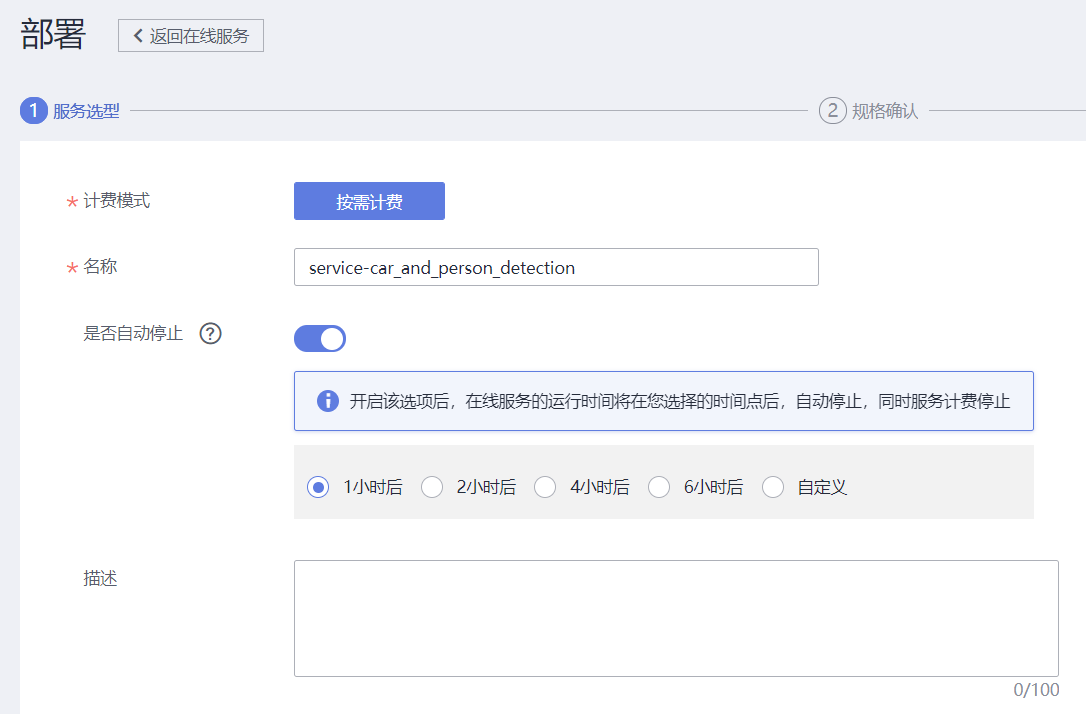 部署
返回在线服务
1 服务选型
2 规格确认
* 计费模式
按需计费
* 名称
service-car_and_person_detection
是否自动停止 ?
开启该选项后，在线服务的运行时间将在您选择的时间点后，自动停止，同时服务计费停止
1小时后 2小时后 4小时后 6小时后 自定义
描述
0/100